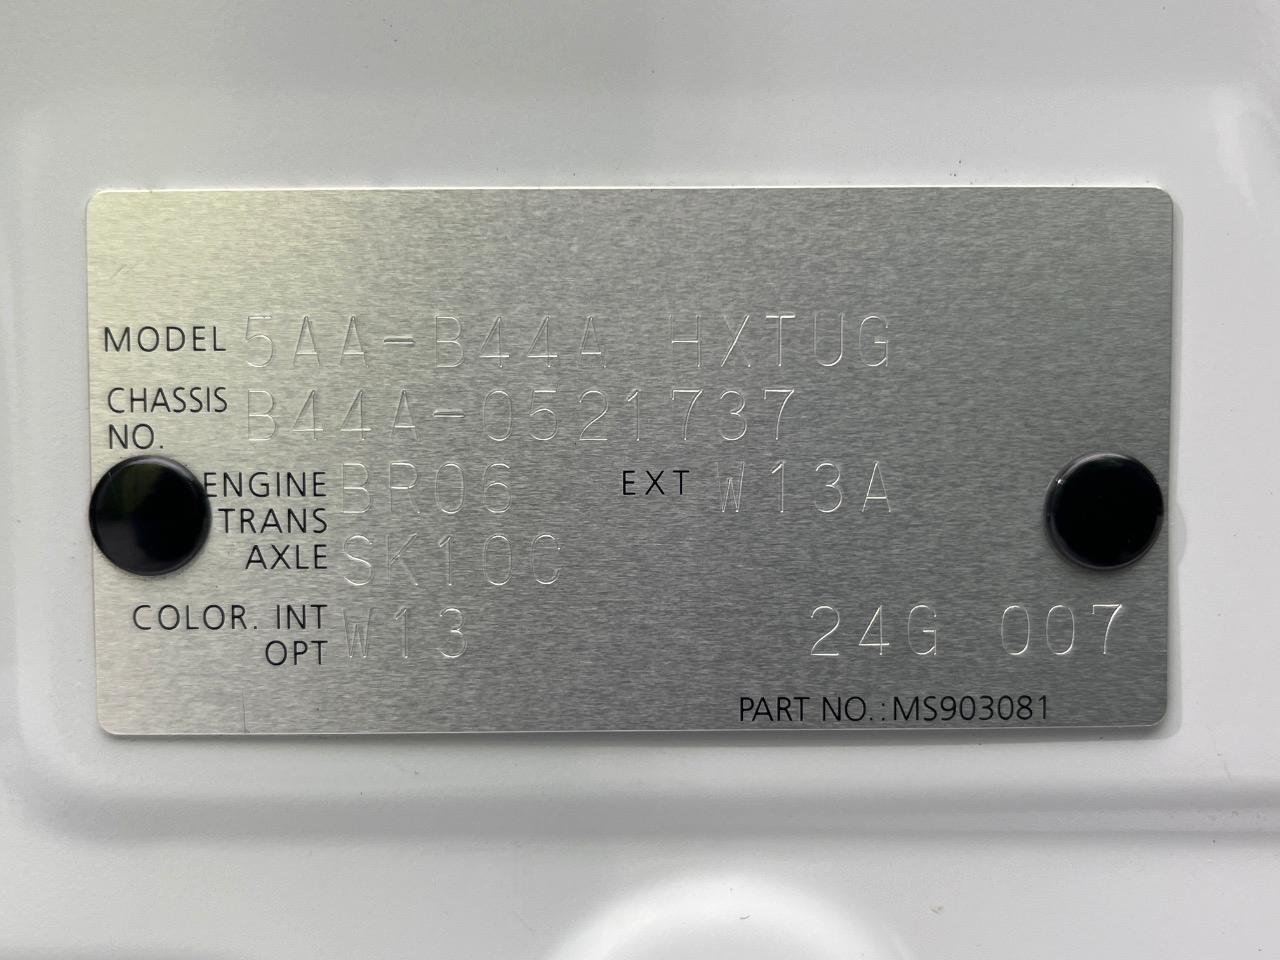 MODEL 5AA-B44A HXTUG
CHASSIS NO. B44A-0521737
ENGINE BR06 EXT W13A
TRANS AXLE SK10C
COLOR. INT OPT W13 24G 007
PART NO.:MS903081